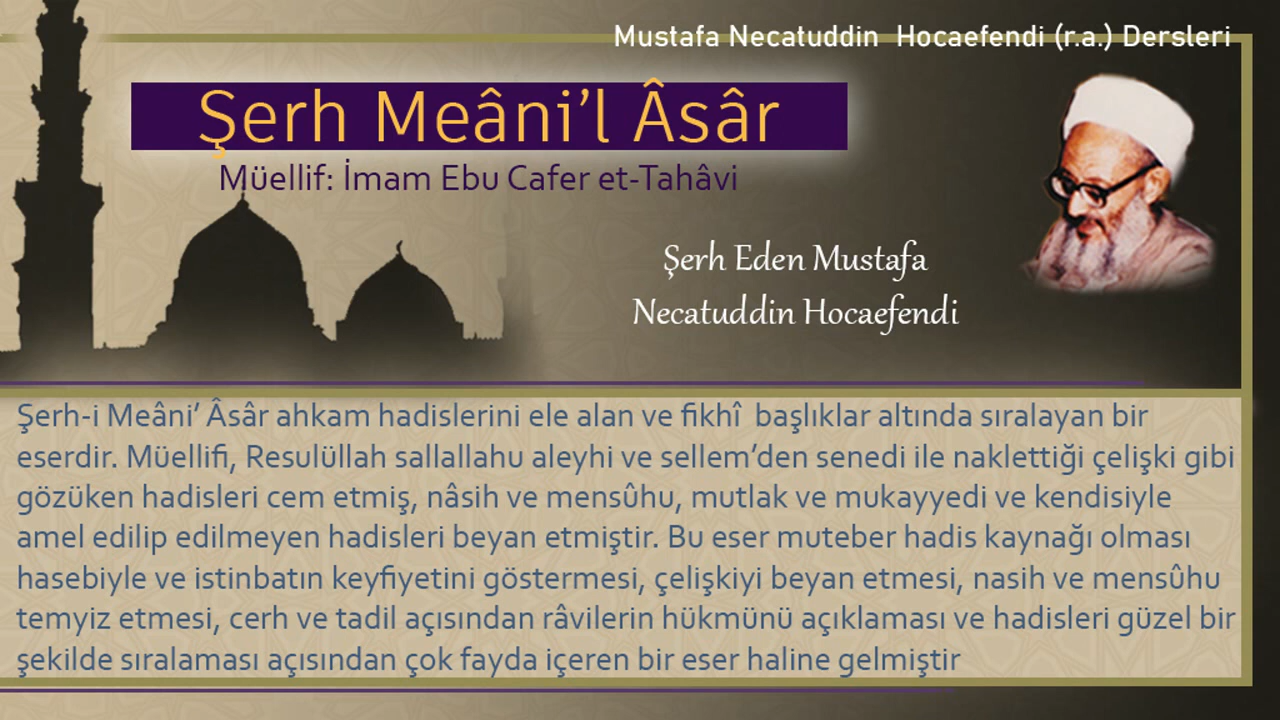 Mustafa Necatuddin Hocaefendi (r.a.) Dersleri
Şerh Meâni’l Âsâr
Müellif: İmam Ebu Cafer et-Tahâvi
Şerh Eden Mustafa
Necatuddin Hocaefendi
Şerh-i Meâni’ Âsâr ahkam hadislerini ele alan ve fikhî başlıklar altında sıralayan bir
eserdir. Müellifi, Resulüllah sallallahu aleyhi ve sellem’den senedi ile naklettiği çelişki gibi
gözüken hadisleri cem etmiş, nâsih ve mensûhu, mutlak ve mukayyedi ve kendisiyle
amel edilip edilmeyen hadisleri beyan etmiştir. Bu eser muteber hadis kaynağı olması
hasebiyle ve istinbatın keyfiyetini göstermesi, çelişkiyi beyan etmesi, nasih ve mensûhu
temyiz etmesi, cerh ve tadil açısından râvilerin hükmünü açıklaması ve hadisleri güzel bir
şekilde sıralaması açısından çok fayda içeren bir eser haline gelmiştir